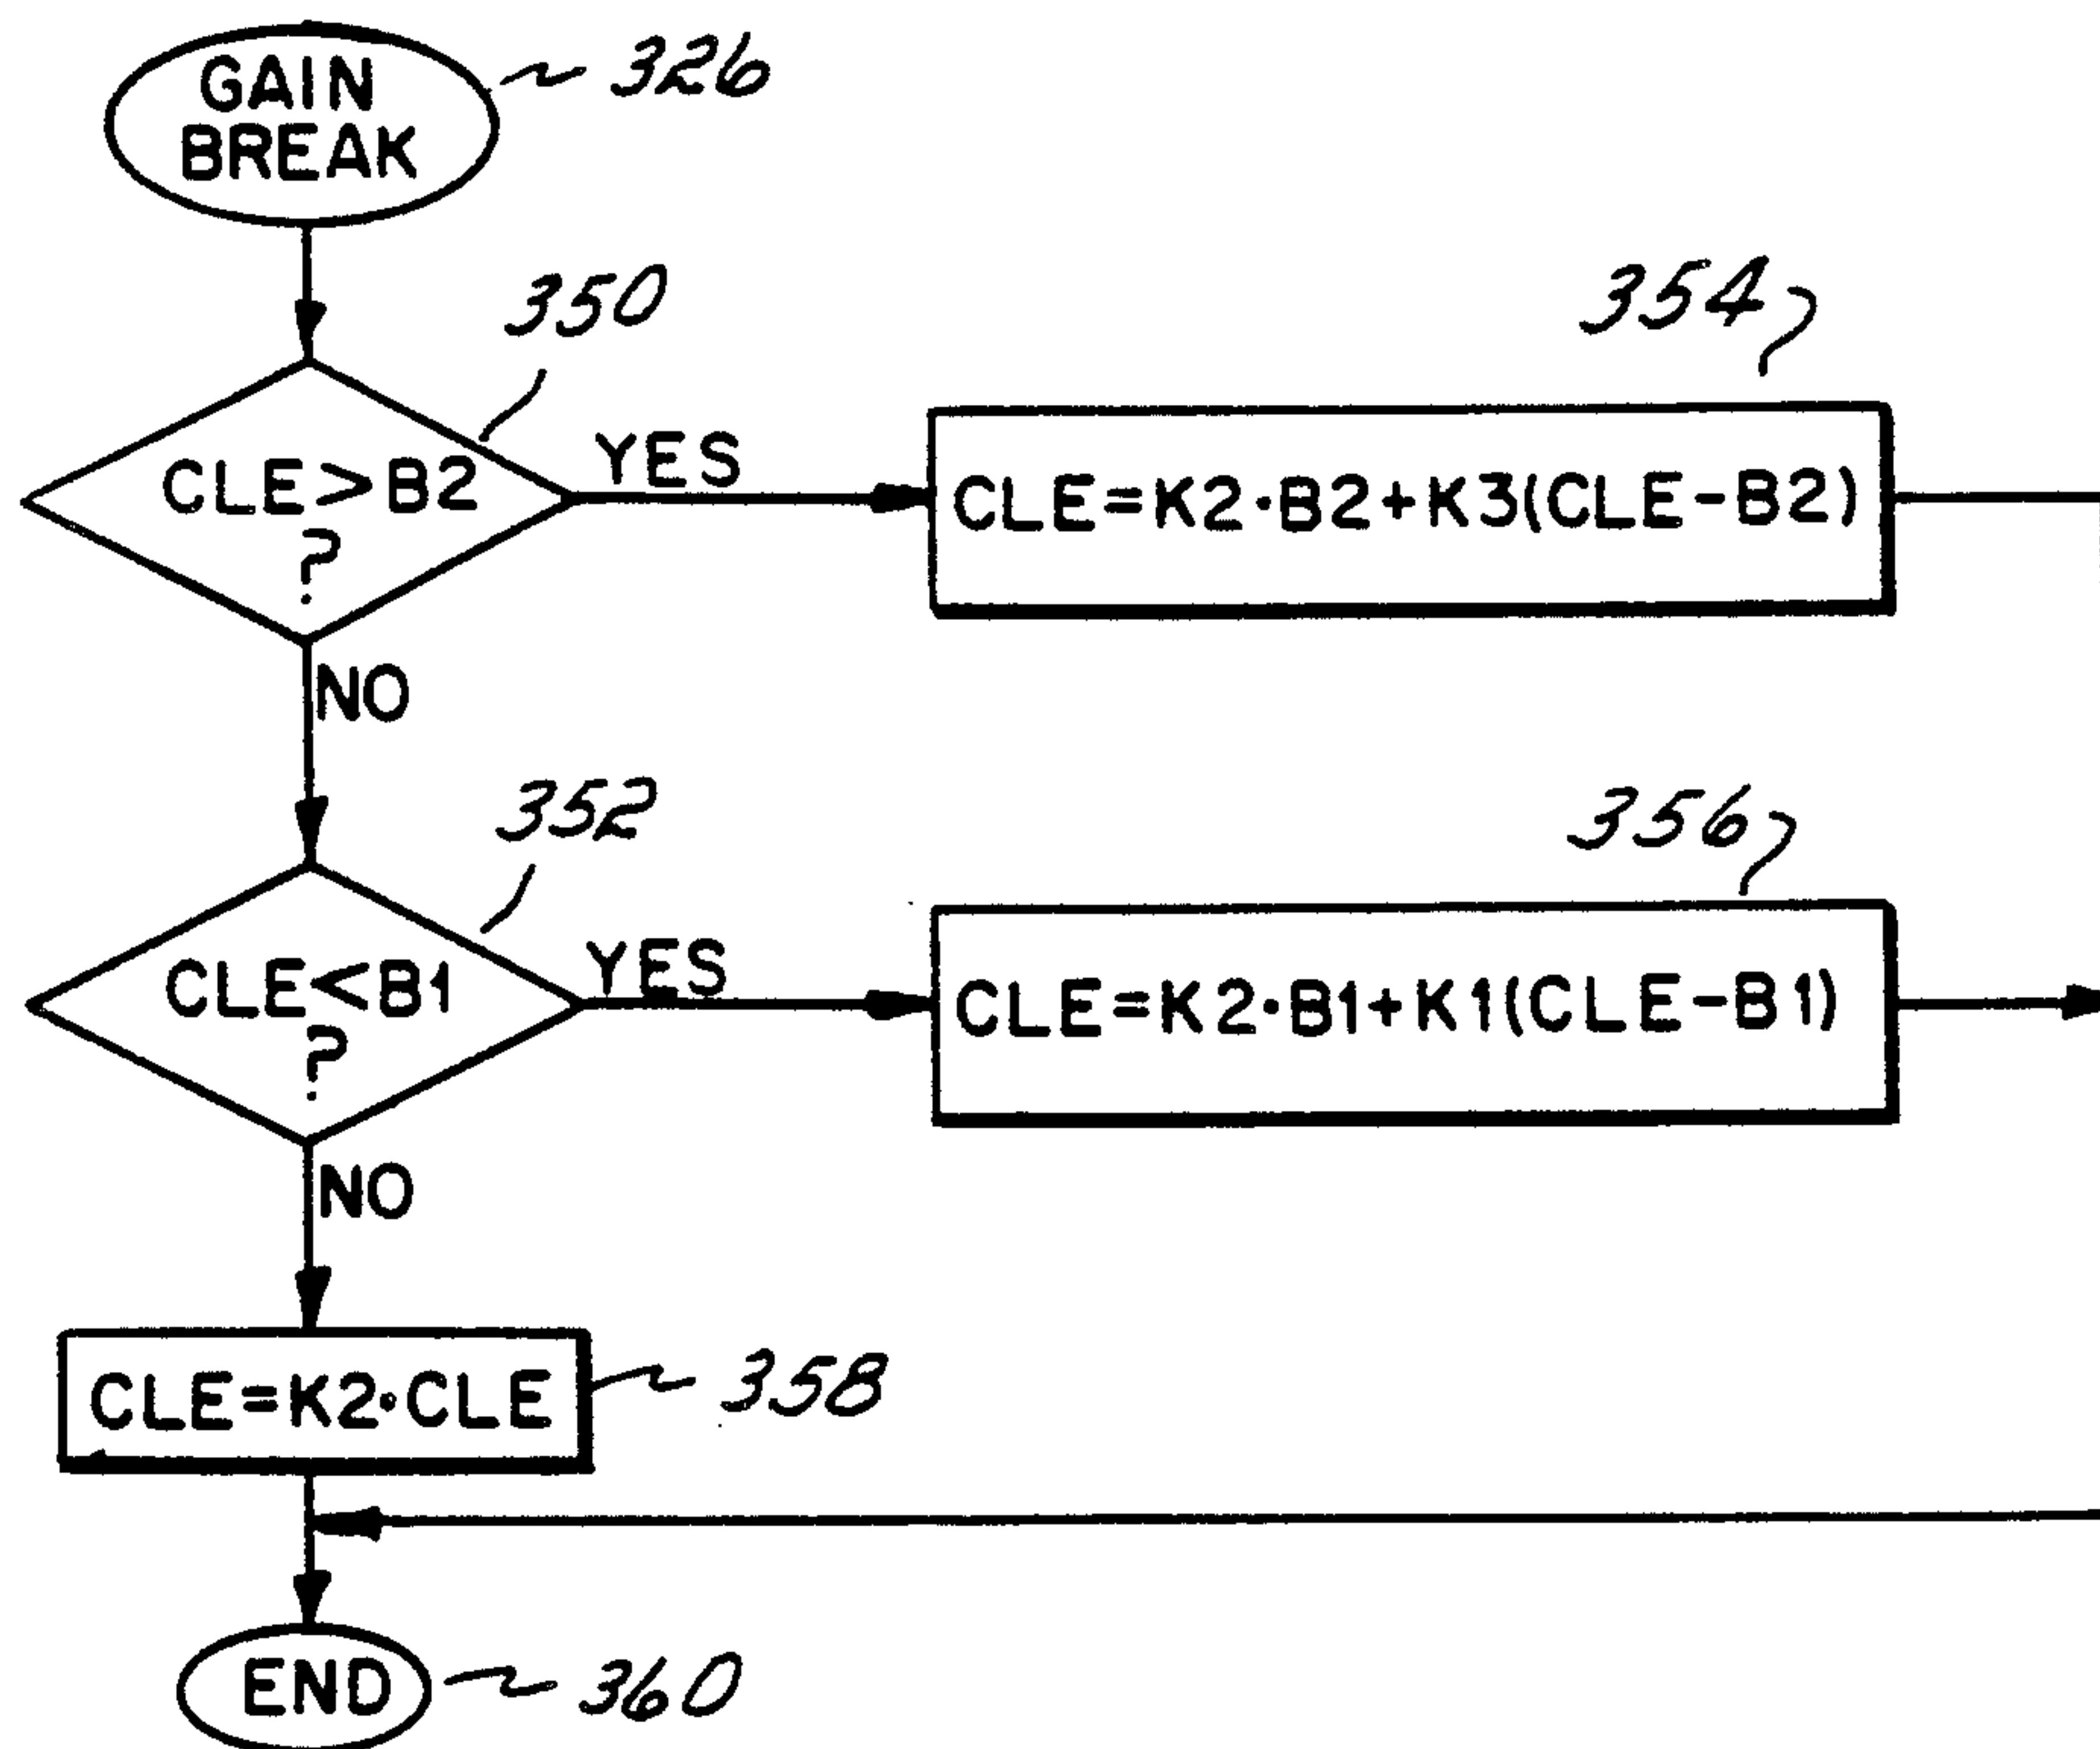 GAIN
BREAK
326
350
354
CLE>B2
?
YES
CLE=K2·B2+K3(CLE-B2)
NO
352
356
CLE<B1
?
YES
CLE=K2·B1+K1(CLE-B1)
NO
CLE=K2·CLE
358
END
360